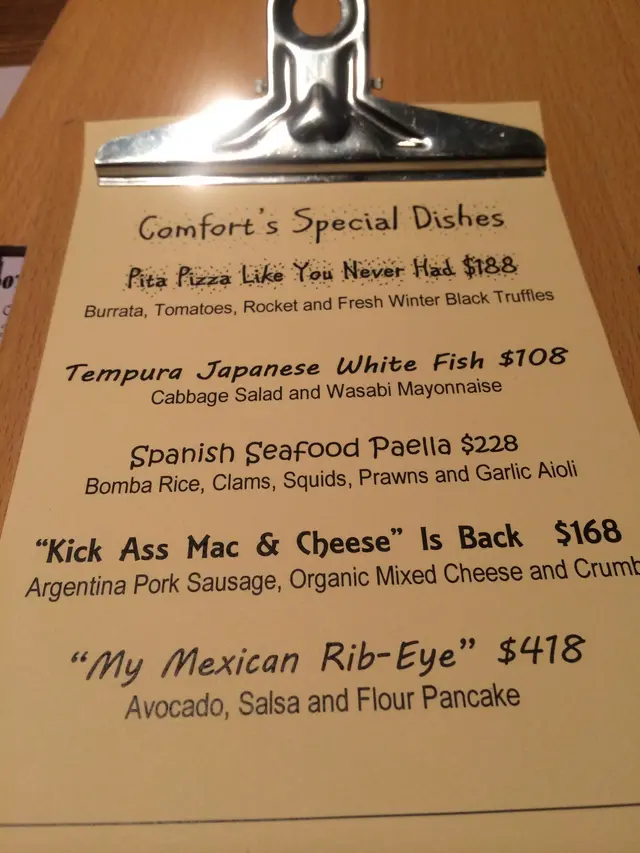 Comfort's Special Dishes
Pita Pizza Like You Never Had $188
Burrata, Tomatoes, Rocket and Fresh Winter Black Truffles
Tempura Japanese White Fish $108
Cabbage Salad and Wasabi Mayonnaise
Spanish Seafood Paella $228
Bomba Rice, Clams, Squids, Prawns and Garlic Aioli
"Kick Ass Mac & Cheese" Is Back $168
Argentina Pork Sausage, Organic Mixed Cheese and Crumb
"My Mexican Rib-Eye" $418
Avocado, Salsa and Flour Pancake